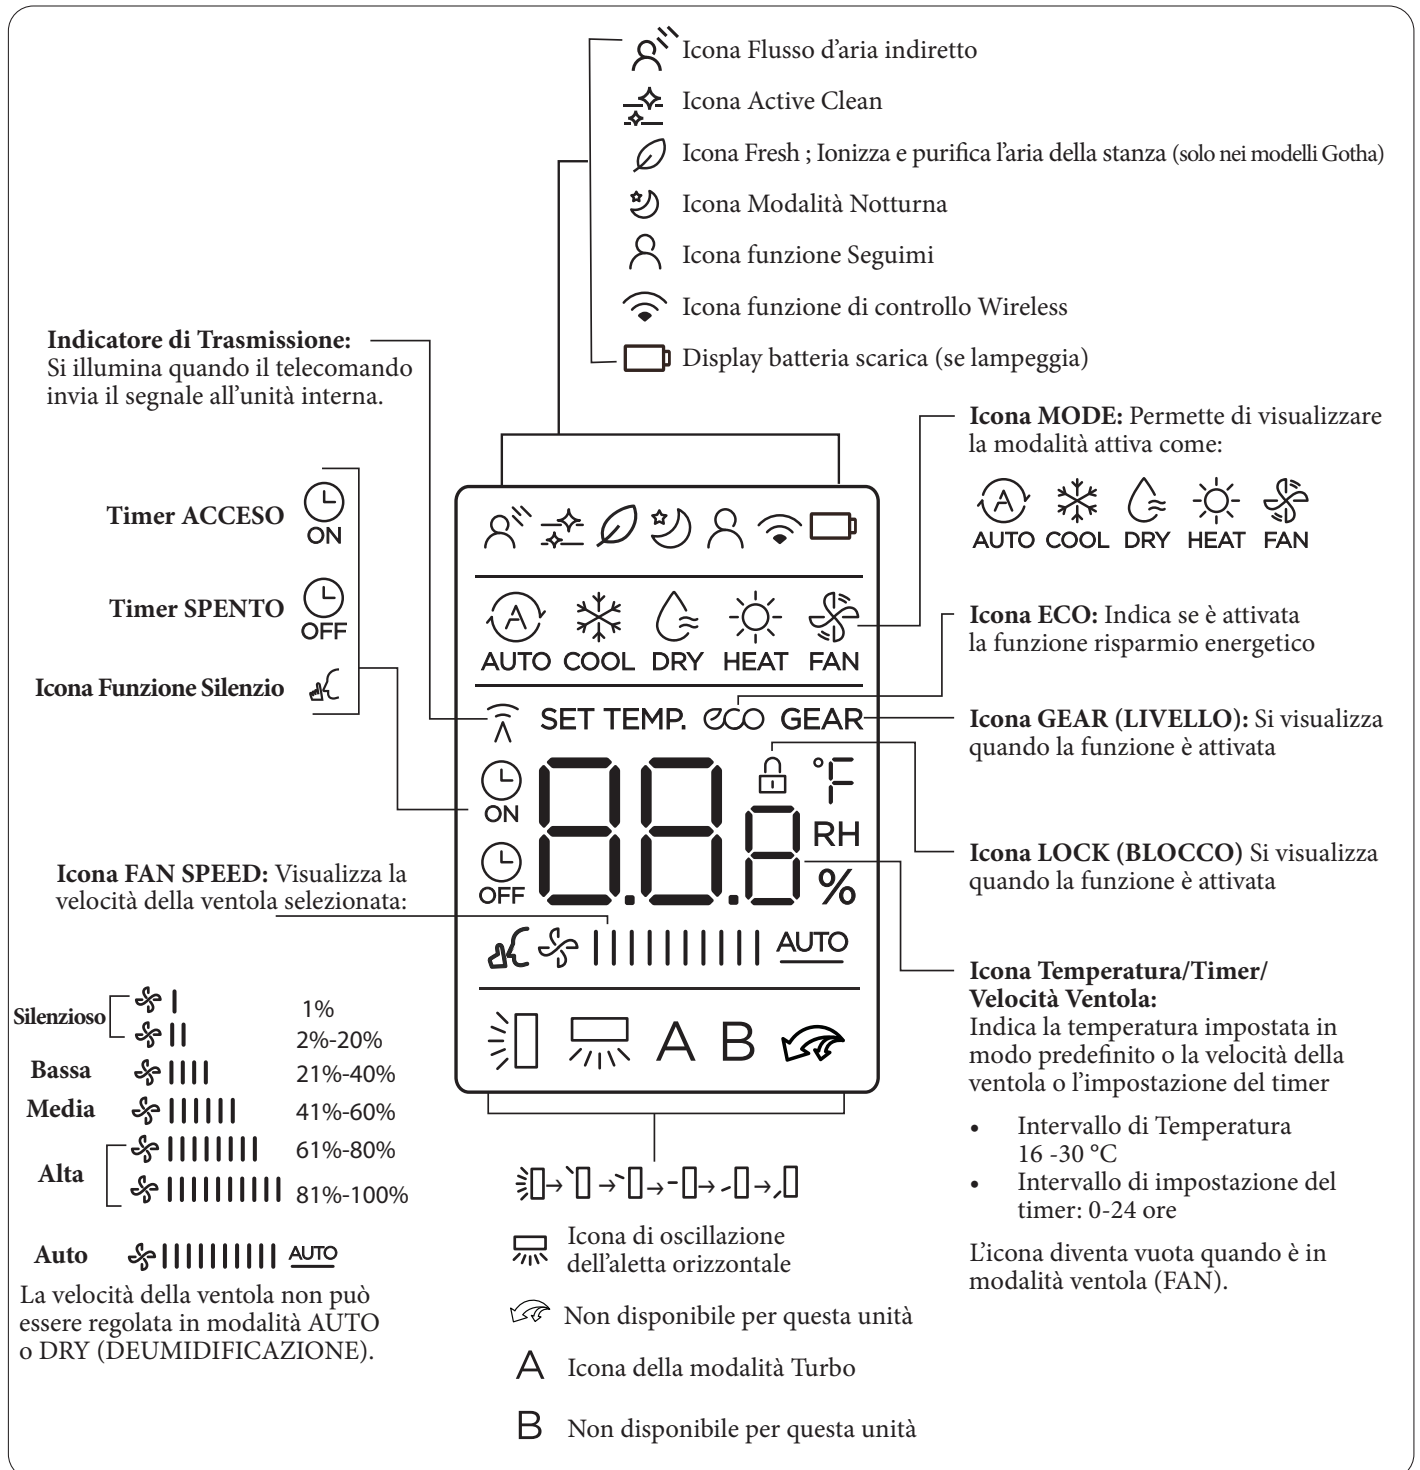 Icona Flusso d'aria indiretto
Icona Active Clean
Icona Fresh ; Ionizza e purifica l'aria della stanza (solo nei modelli Gotha)
Icona Modalità Notturna
Icona funzione Seguimi
Icona funzione di controllo Wireless
Display batteria scarica (se lampeggia)
Indicatore di Trasmissione:
Si illumina quando il telecomando
invia il segnale all'unità interna.
Timer ACCESO
ON
Timer SPENTO
OFF
Icona Funzione Silenzio
Icona FAN SPEED: Visualizza la
velocità della ventola selezionata:
Silenzioso
1%
2%-20%
Bassa 21%-40%
Media 41%-60%
Alta
61%-80%
81%-100%
Auto AUTO
La velocità della ventola non può
essere regolata in modalità AUTO
o DRY (DEUMIDIFICAZIONE).
A
AUTO COOL DRY HEAT FAN
SET TEMP. eco GEAR
ON
OFF
88.8
°F
RH
%
AUTO
A B
Icona di oscillazione
dell'aletta orizzontale
Non disponibile per questa unità
A Icona della modalità Turbo
B Non disponibile per questa unità
Icona MODE: Permette di visualizzare
la modalità attiva come:
A
AUTO COOL DRY HEAT FAN
Icona ECO: Indica se è attivata
la funzione risparmio energetico
Icona GEAR (LIVELLO): Si visualizza
quando la funzione è attivata
Icona LOCK (BLOCCO) Si visualizza
quando la funzione è attivata
Icona Temperatura/Timer/
Velocità Ventola:
Indica la temperatura impostata in
modo predefinito o la velocità della
ventola o l'impostazione del timer
• Intervallo di Temperatura
16 -30 °C
• Intervallo di impostazione del
timer: 0-24 ore
L'icona diventa vuota quando è in
modalità ventola (FAN).